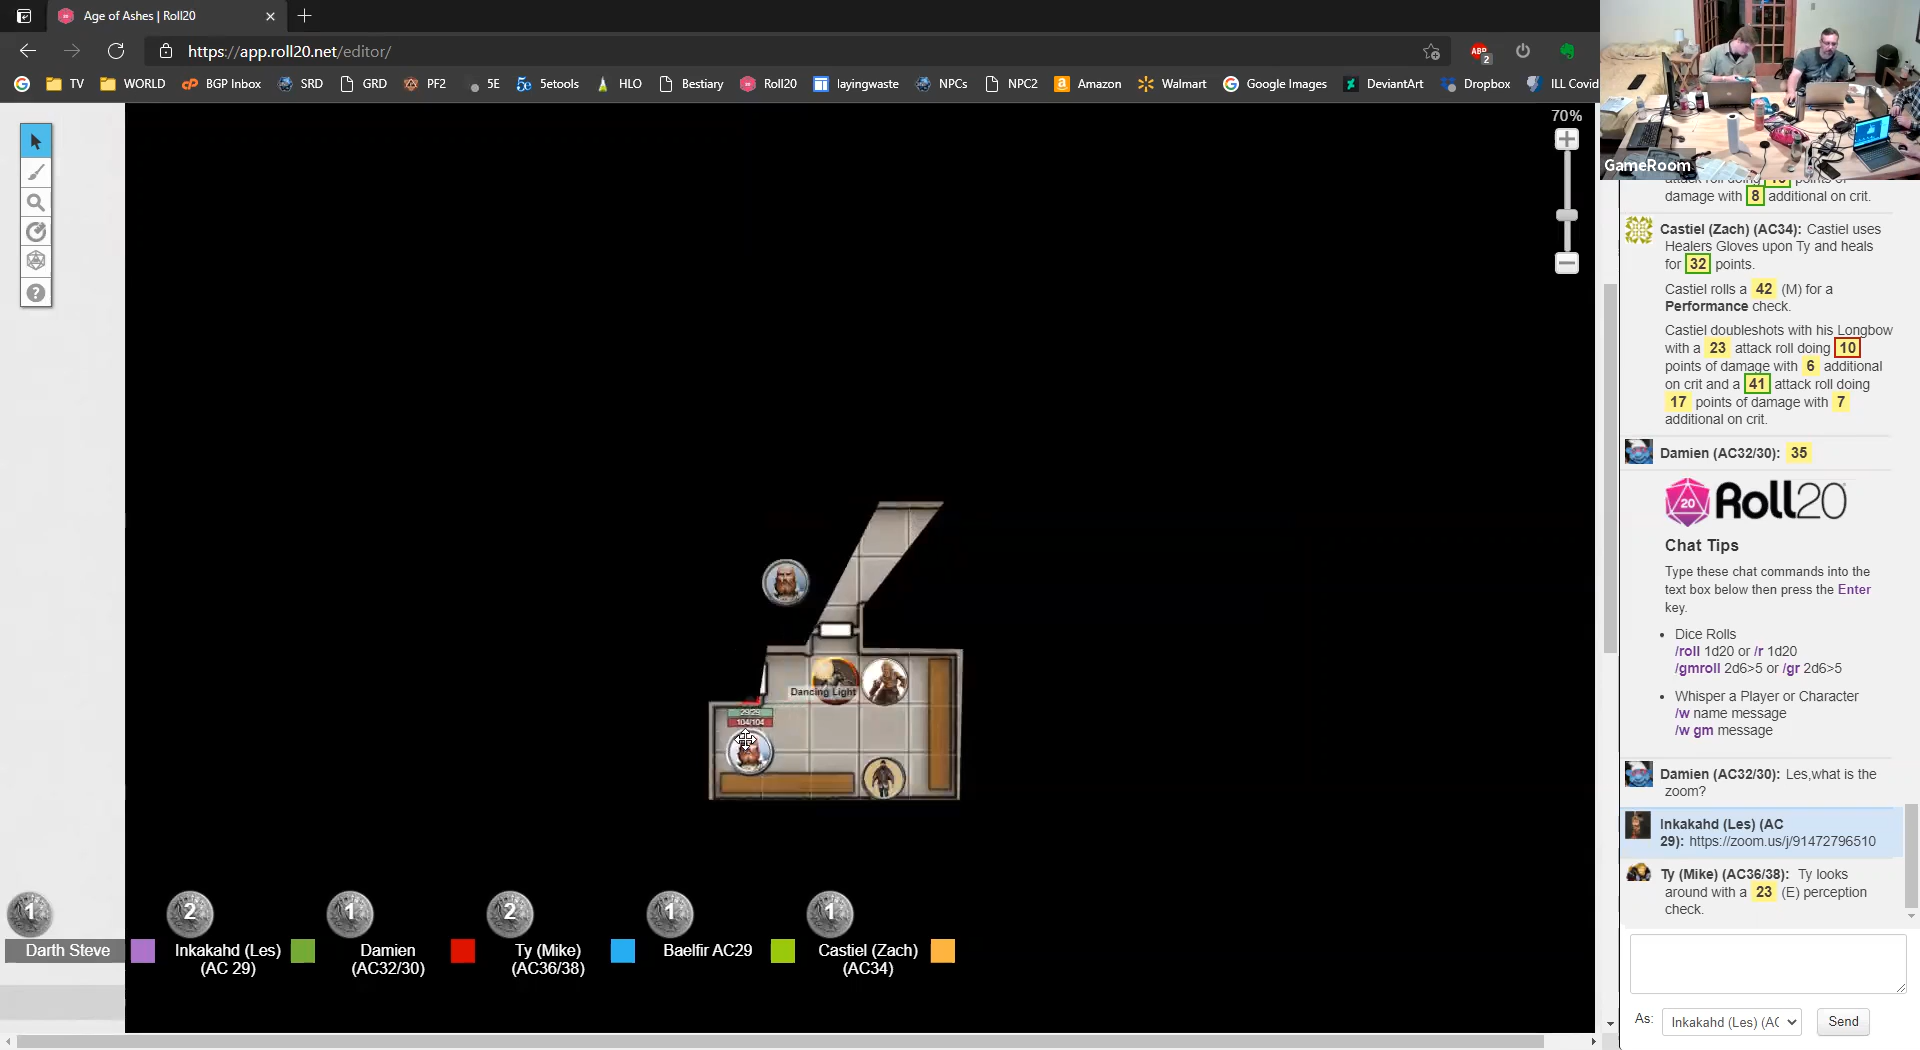 Age of Ashes | Roll20
https://app.roll20.net/editor/
ABP
2
TV
WORLD
BGP Inbox
SRD
GRD
PF2
5E
5etools
HLO
Bestiary
Roll20
layingwaste
NPCs
NPC2
Amazon
Walmart
Google Images
DeviantArt
Dropbox
ILL Covid
70%
GameRoom
damage with 8 additional on crit.
Castiel (Zach) (AC34): Castiel uses
Healers Gloves upon Ty and heals
for 32 points.
Castiel rolls a 42 (M) for a
Performance check.
Castiel doubleshots with his Longbow
with a 23 attack roll doing 10
points of damage with 6 additional
on crit and a 41 attack roll doing
17 points of damage with 7
additional on crit.
Damien (AC32/30): 35
20 Roll20
Chat Tips
Type these chat commands into the
text box below then press the Enter
key.
• Dice Rolls
/roll 1d20 or /r 1d20
/gmroll 2d6>5 or /gr 2d6>5
• Whisper a Player or Character
/w name message
/w gm message
Damien (AC32/30): Les,what is the
zoom?
Inkakahd (Les) (AC
29): https://zoom.us/j/91472796510
Ty (Mike) (AC36/38): Ty looks
around with a 23 (E) perception
check.
As: Inkakahd (Les) (AC
Send
Dancing Light
29/29
104/104
1
2
1
2
1
1
Darth Steve
Inkakahd (Les)
(AC 29)
Damien
(AC32/30)
Ty (Mike)
(AC36/38)
Baelfir AC29
Castiel (Zach)
(AC34)